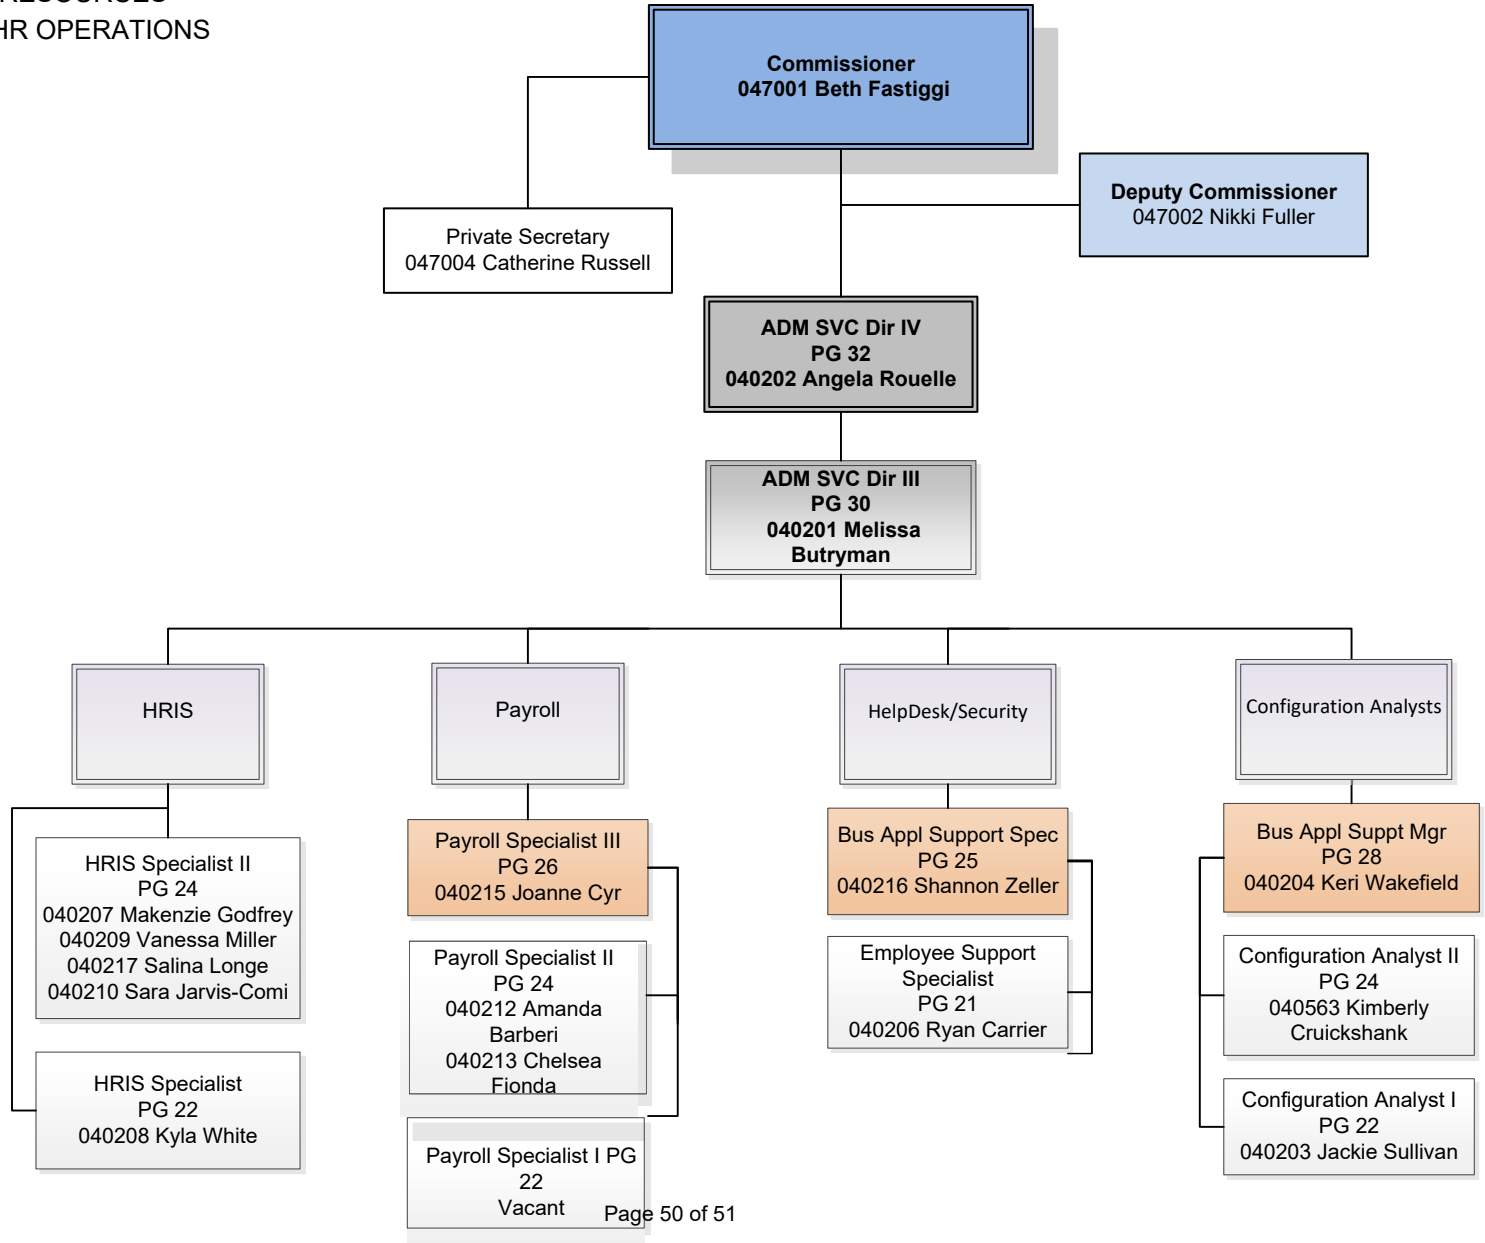 HR OPERATIONS
Commissioner
047001 Beth Fastiggi
Deputy Commissioner
047002 Nikki Fuller
Private Secretary
047004 Catherine Russell
ADM SVC Dir IV
PG 32
040202 Angela Rouelle
ADM SVC Dir III
PG 30
040201 Melissa
Butryman
HRIS
Payroll
HelpDesk/Security
Configuration Analysts
HRIS Specialist II
PG 24
040207 Makenzie Godfrey
040209 Vanessa Miller
040217 Salina Longe
040210 Sara Jarvis-Comi
HRIS Specialist
PG 22
040208 Kyla White
Payroll Specialist III
PG 26
040215 Joanne Cyr
Payroll Specialist II
PG 24
040212 Amanda
Barberi
040213 Chelsea
Fionda
Payroll Specialist I PG
22
Vacant
Bus Appl Support Spec
PG 25
040216 Shannon Zeller
Employee Support
Specialist
PG 21
040206 Ryan Carrier
Bus Appl Suppt Mgr
PG 28
040204 Keri Wakefield
Configuration Analyst II
PG 24
040563 Kimberly
Cruickshank
Configuration Analyst I
PG 22
040203 Jackie Sullivan
Page 50 of 51